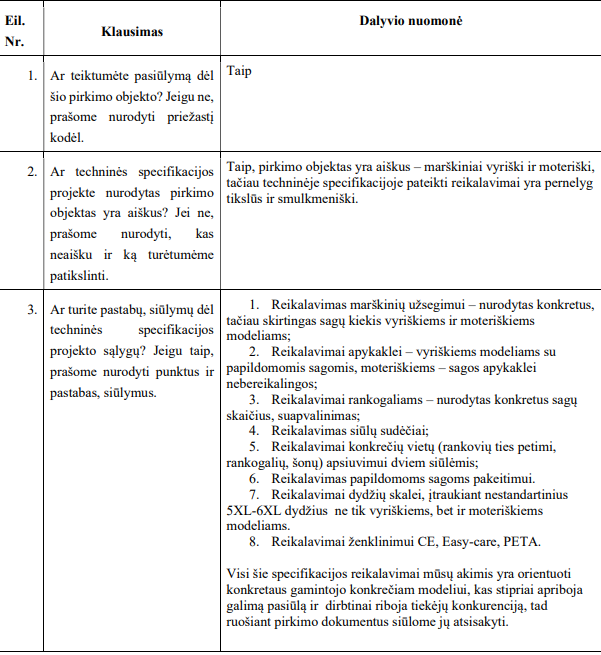 Eil.
Nr.
Klausimas
Dalyvio nuomonė
1.
Ar teiktumėte pasiūlymą dėl
šio pirkimo objekto? Jeigu ne,
prašome nurodyti priežastį
kodėl.
Taip
2.
Ar techninės specifikacijos
projekte nurodytas pirkimo
objektas yra aiškus? Jei ne,
prašome nurodyti, kas
neaišku ir ką turėtumėme
patikslinti.
Taip, pirkimo objektas yra aiškus – marškiniai vyriški ir moteriški,
tačiau techninėje specifikacijoje pateikti reikalavimai yra pernelyg
tikslūs ir smulkmeniški.
3.
Ar turite pastabų, siūlymų dėl
techninės specifikacijos
projekto sąlygų? Jeigu taip,
prašome nurodyti punktus ir
pastabas, siūlymus.
1. Reikalavimas marškinių užsegimui – nurodytas konkretus,
tačiau skirtingas sagų kiekis vyriškiems ir moteriškiems
modeliams;
2. Reikalavimai apykaklei – vyriškiems modeliams su
papildomomis sagomis, moteriškiems – sagos apykaklei
nebereikalingos;
3. Reikalavimai rankogaliams – nurodytas konkretus sagų
skaičius, suapvalinimas;
4. Reikalavimas siūlų sudėčiai;
5. Reikalavimai konkrečių vietų (rankovių ties petimi,
rankogalių, šonų) apsiuvimui dviem siūlėmis;
6. Reikalavimas papildomoms sagoms pakeitimui.
7. Reikalavimai dydžių skalei, įtraukiant nestandartinius
5XL-6XL dydžius ne tik vyriškiems, bet ir moteriškiems
modeliams.
8. Reikalavimai ženklinimui CE, Easy-care, PETA.
Visi šie specifikacijos reikalavimai mūsų akimis yra orientuoti
konkretaus gamintojo konkrečiam modeliui, kas stipriai apriboja
galimą pasiūlą ir dirbtinai riboja tiekėjų konkurenciją, tad
ruošiant pirkimo dokumentus siūlome jų atsisakyti.